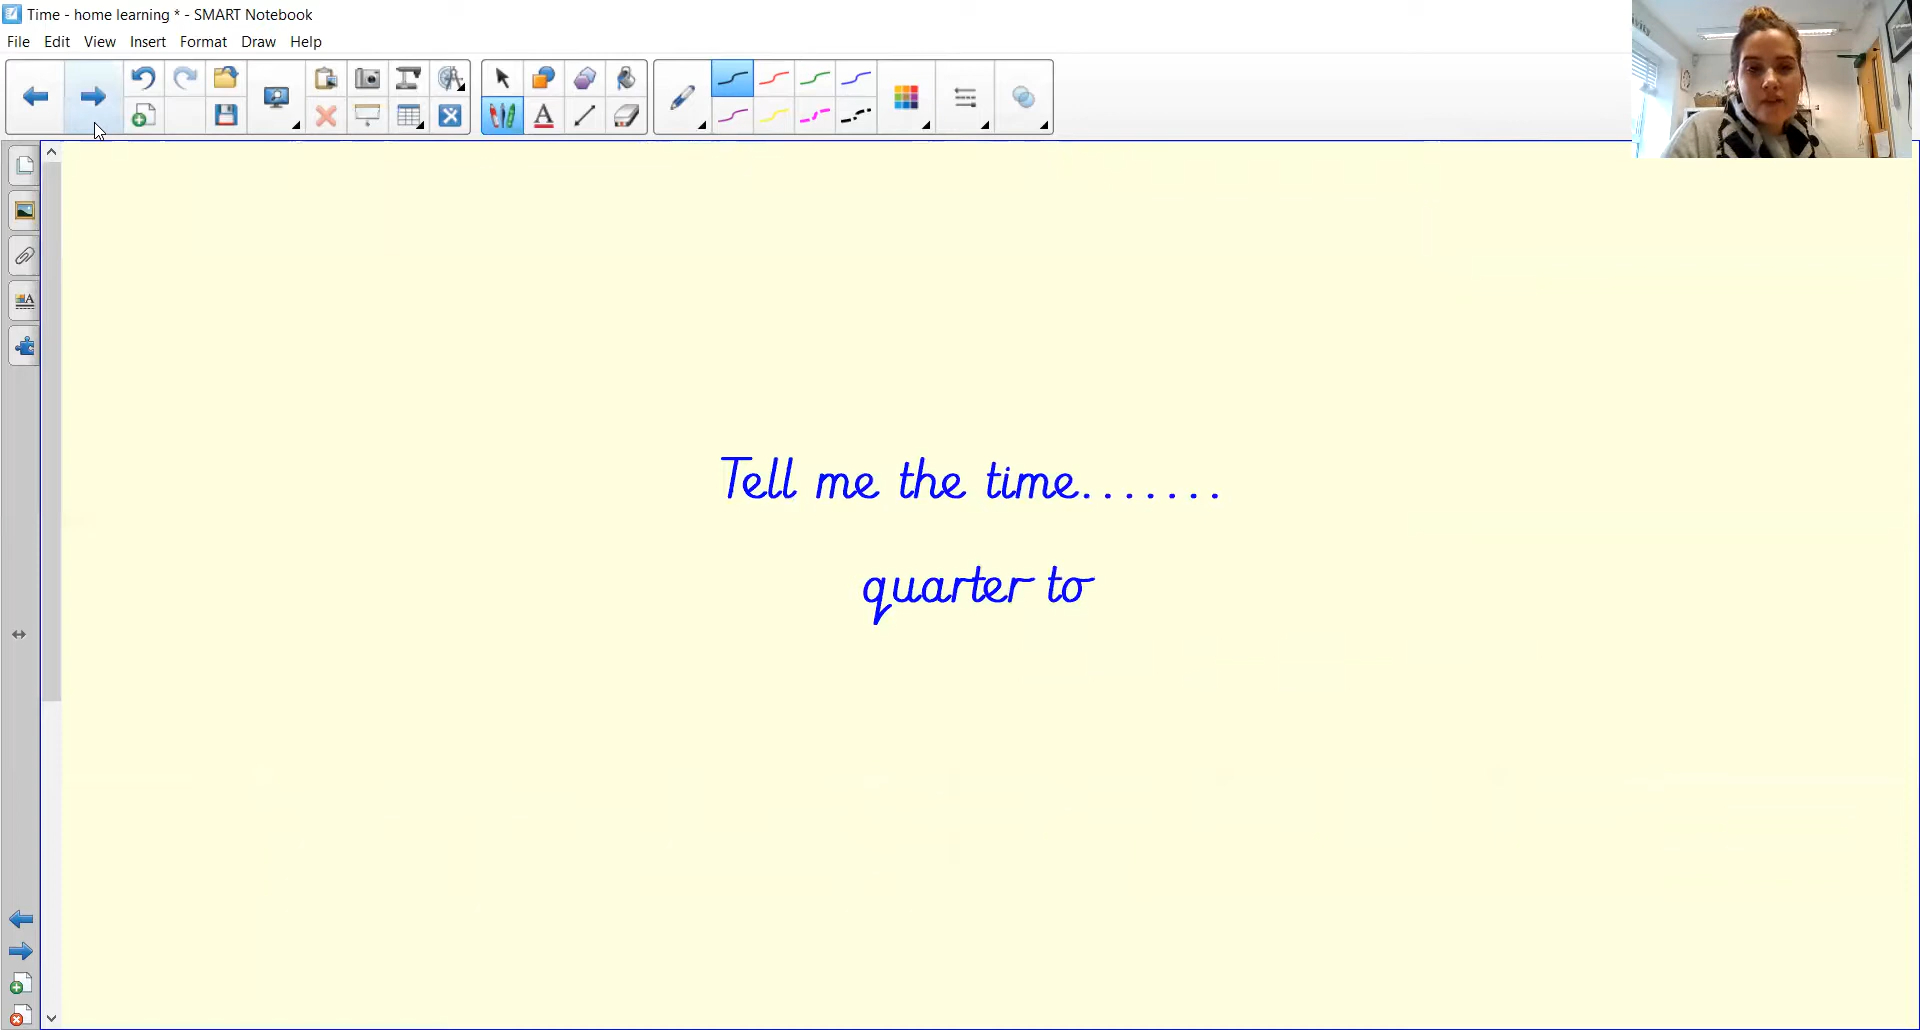 Time - home learning * - SMART Notebook
File Edit View Insert Format Draw Help
Tell me the time.......
quarter to